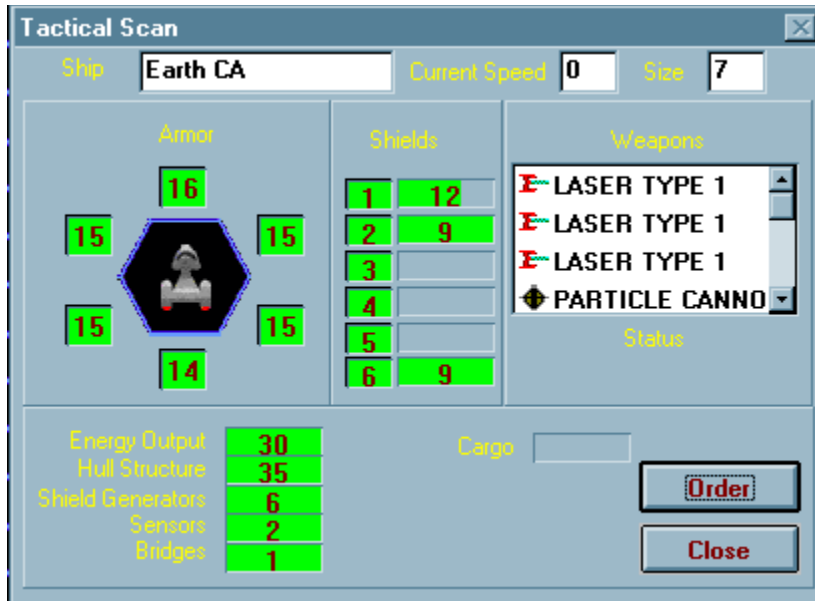 Tactical Scan
Ship Earth CA Current Speed 0 Size 7
Armor
16
15 15
15 15
14
Shields
1 12
2 9
3
4
5
6 9
Weapons
LASER TYPE 1
LASER TYPE 1
LASER TYPE 1
PARTICLE CANNO
Status
Energy Output 30
Hull Structure 35
Shield Generators 6
Sensors 2
Bridges 1
Cargo
Order
Close